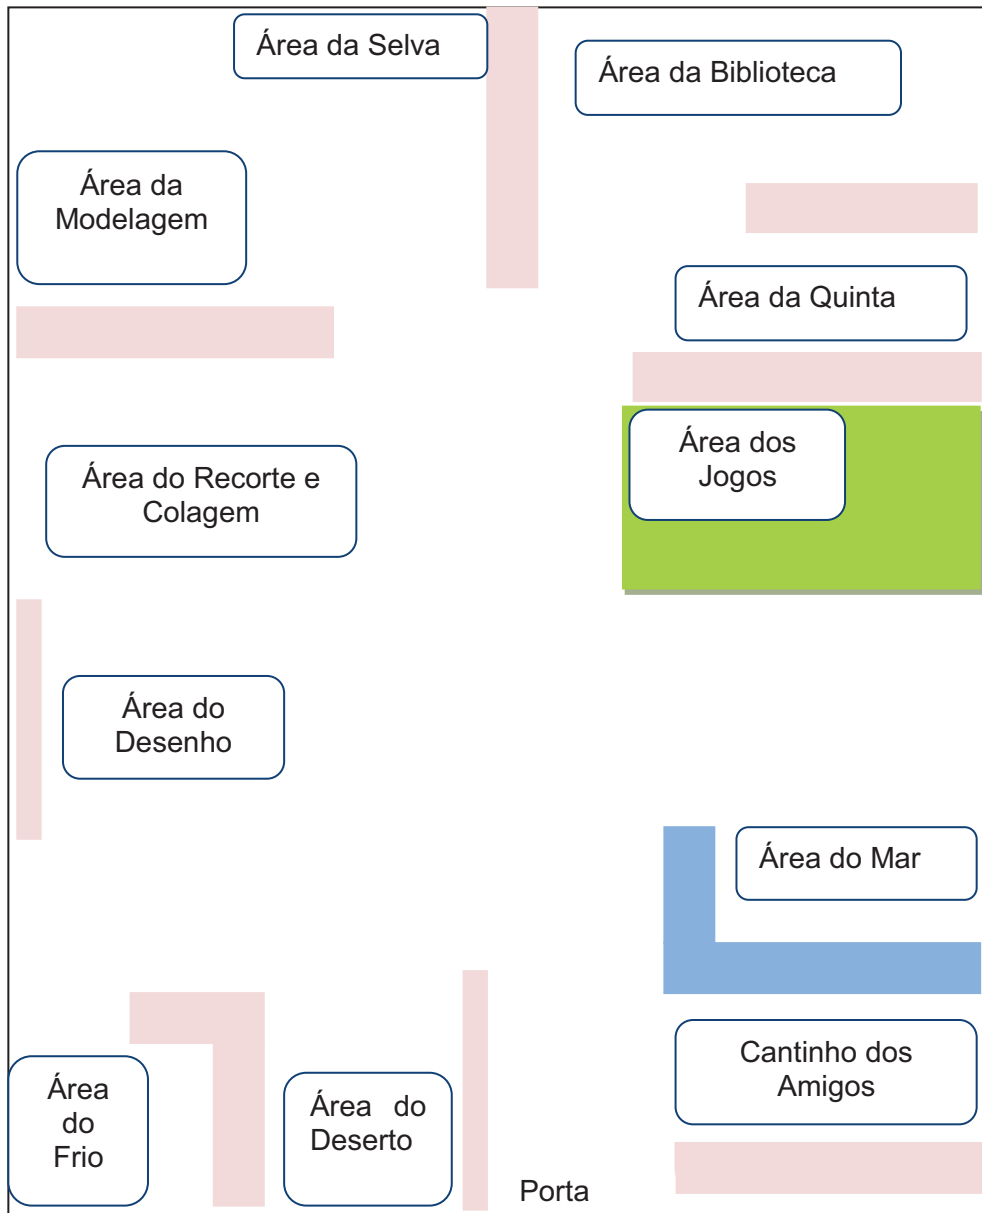 Área da Selva
Área da Biblioteca
Área da
Modelagem
Área da Quinta
Área dos
Jogos
Área do Recorte e
Colagem
Área do
Desenho
Área do Mar
Cantinho dos
Amigos
Área
do
Frio
Área do
Deserto
Porta